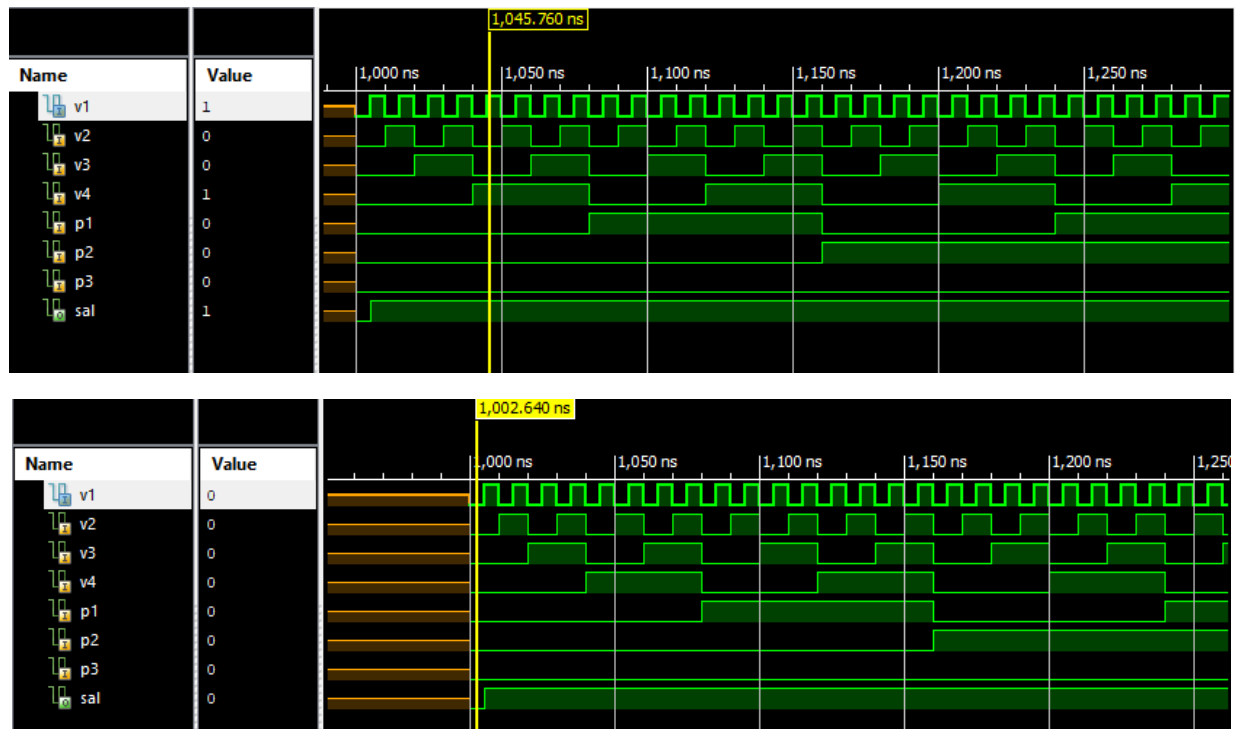 1,045.760 ns
Name Value
1,000 ns 1,050 ns 1,100 ns 1,150 ns 1,200 ns 1,250 ns
v1 1
v2 0
v3 0
v4 1
p1 0
p2 0
p3 0
sal 1
1,002.640 ns
Name Value
1,000 ns 1,050 ns 1,100 ns 1,150 ns 1,200 ns 1,250
v1 0
v2 0
v3 0
v4 0
p1 0
p2 0
p3 0
sal 0